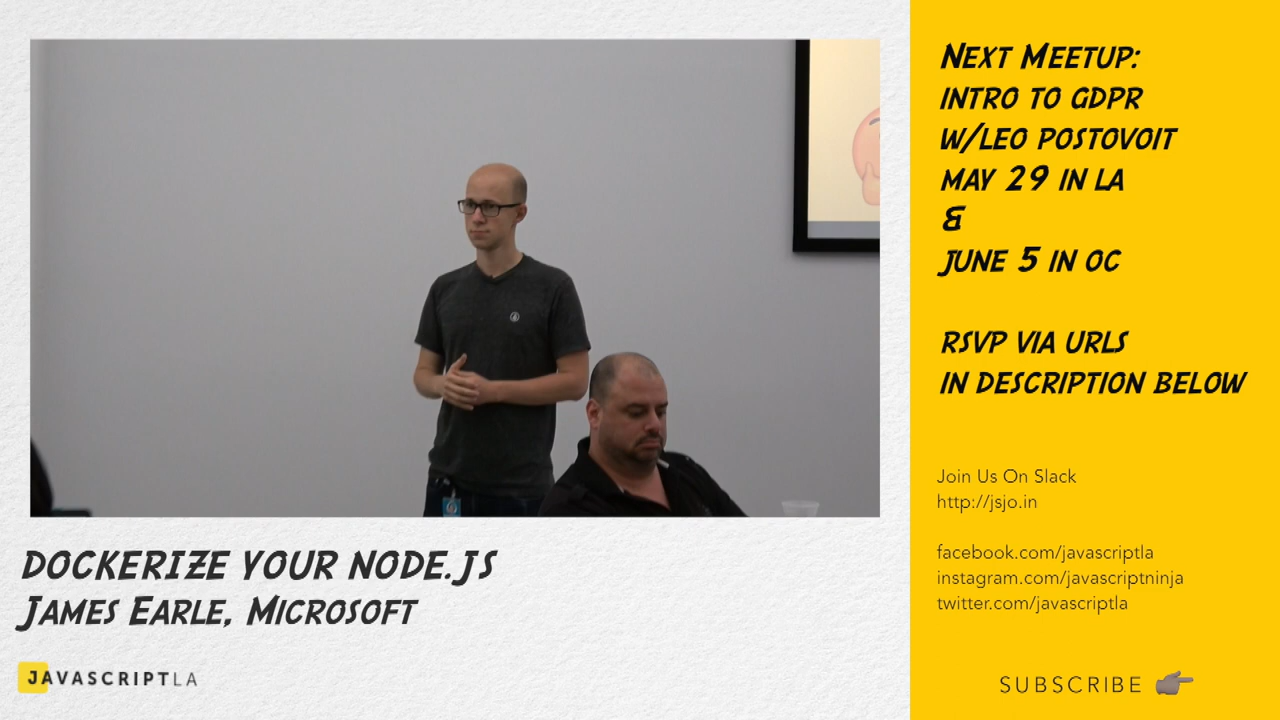 NEXT MEETUP:
INTRO TO GDPR
W/LEO POSTOVOIT
MAY 29 IN LA
&
JUNE 5 IN OC
RSVP VIA URLS
IN DESCRIPTION BELOW
Join Us On Slack
http://jsjo.in
facebook.com/javascriptla
instagram.com/javascriptninja
twitter.com/javascriptla
SUBSCRIBE
DOCKERIZE YOUR NODE.JS
JAMES EARLE, MICROSOFT
JAVASCRIPTLA